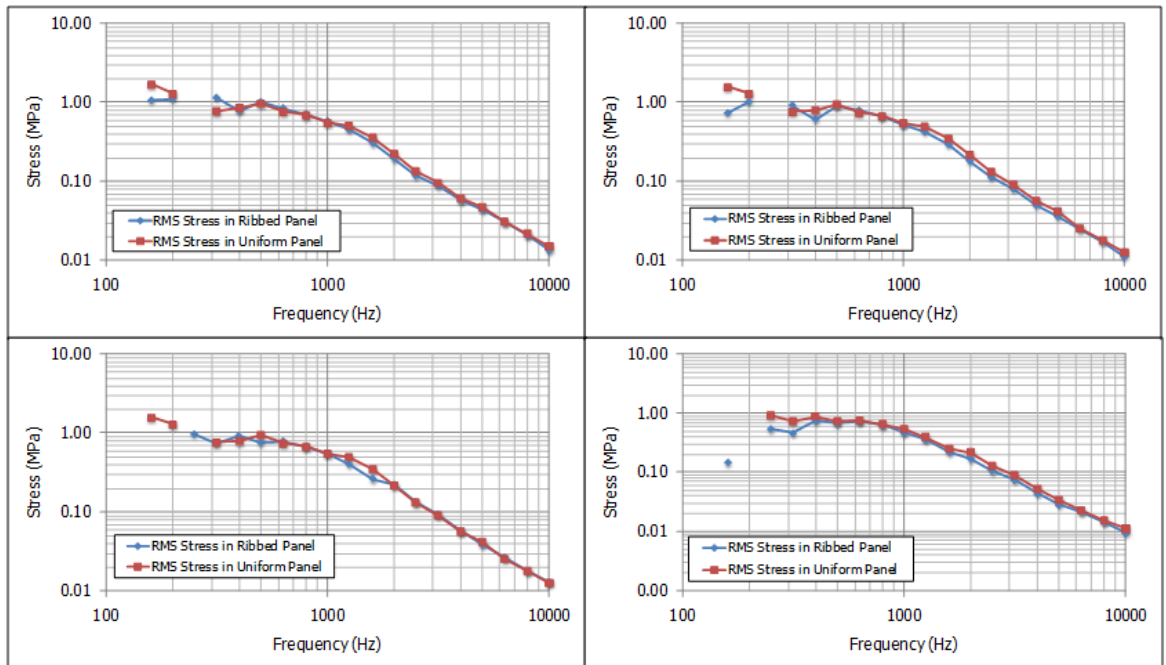 10.00
1.00
0.10
0.01
Stress (MPa)
RMS Stress in Ribbed Panel
RMS Stress in Uniform Panel
100 1000 10000
Frequency (Hz)
10.00
1.00
0.10
0.01
Stress (MPa)
RMS Stress in Ribbed Panel
RMS Stress in Uniform Panel
100 1000 10000
Frequency (Hz)
10.00
1.00
0.10
0.01
Stress (MPa)
RMS Stress in Ribbed Panel
RMS Stress in Uniform Panel
100 1000 10000
Frequency (Hz)
10.00
1.00
0.10
0.01
0.00
Stress (MPa)
RMS Stress in Ribbed Panel
RMS Stress in Uniform Panel
100 1000 10000
Frequency (Hz)